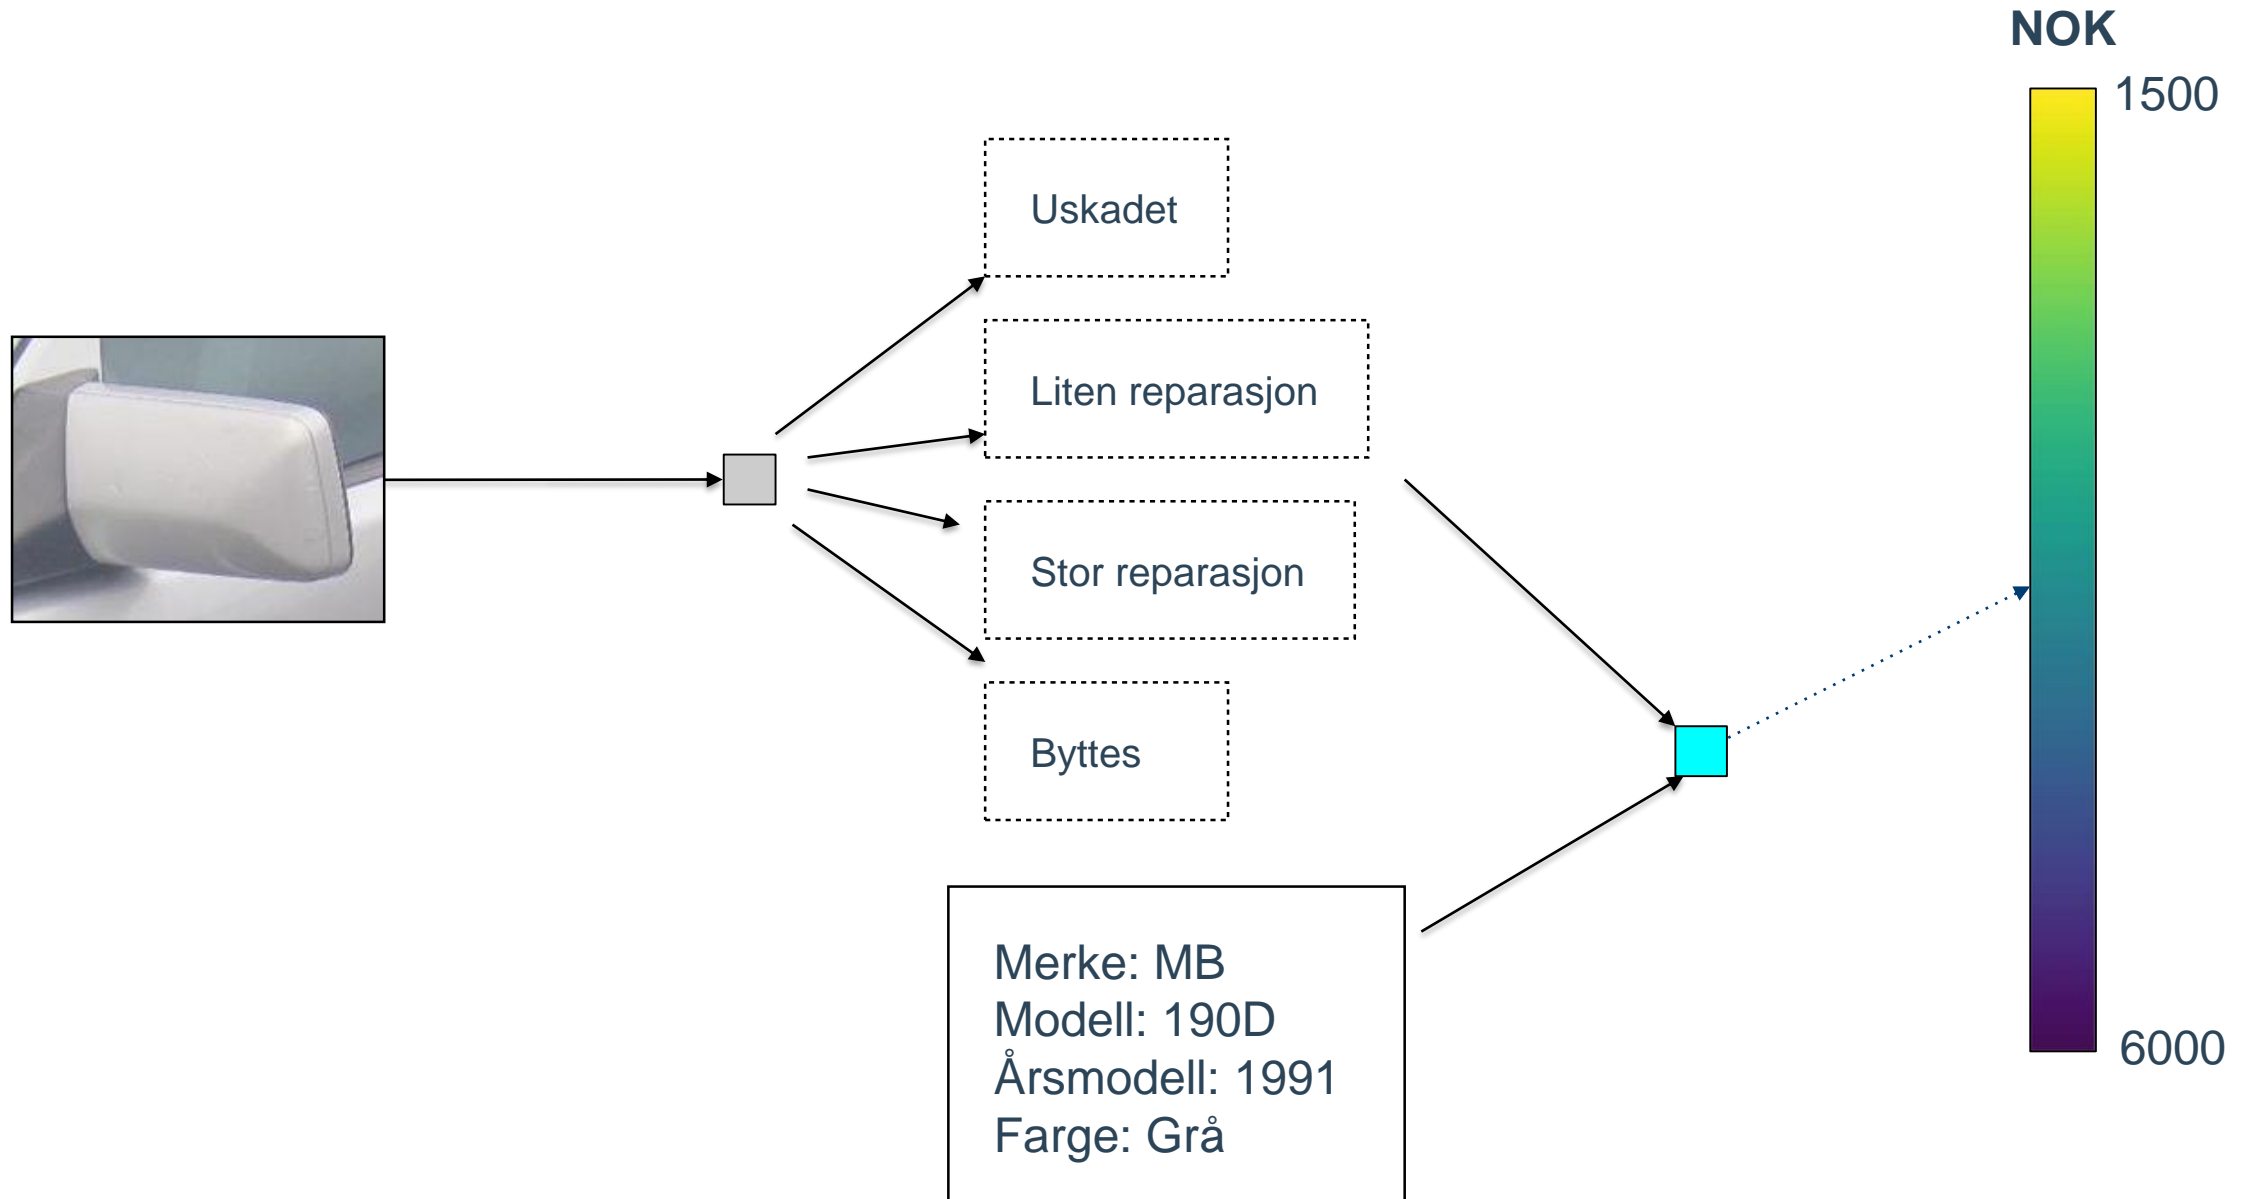 NOK
1500
Uskadet
Liten reparasjon
Stor reparasjon
Byttes
Merke: MB
Modell: 190D
Årsmodell: 1991
Farge: Grå
6000